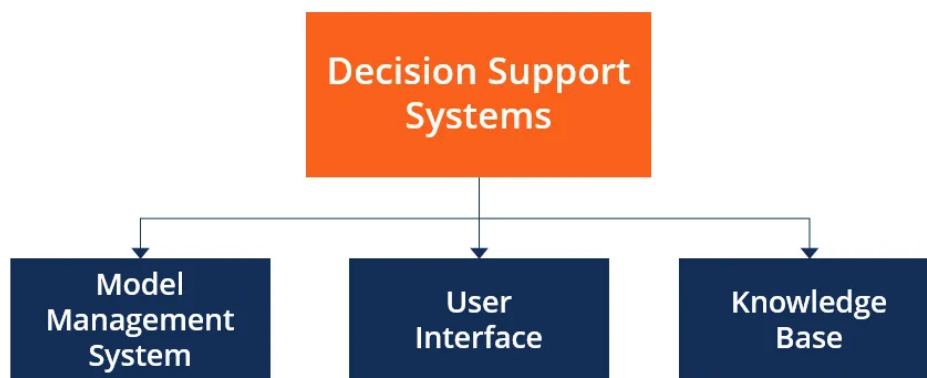 Decision Support
Systems
Model
Management
System
User
Interface
Knowledge
Base